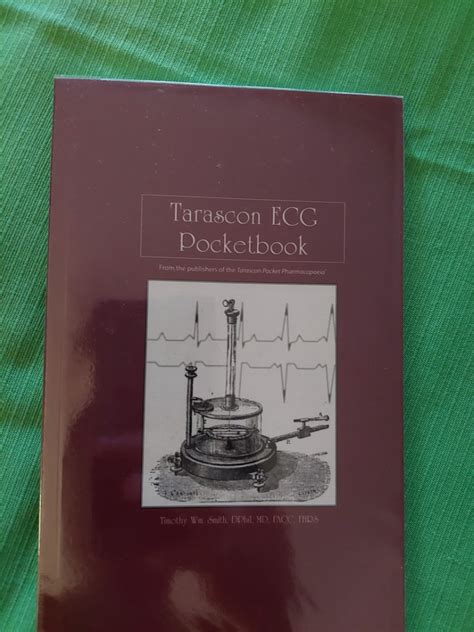 Tarascon ECG
Pocketbook
From the publishers of the Tarascon Pocket Pharmacopoeia®
Timothy Wm. Smith, DPhil, MD, FACC, FHRS